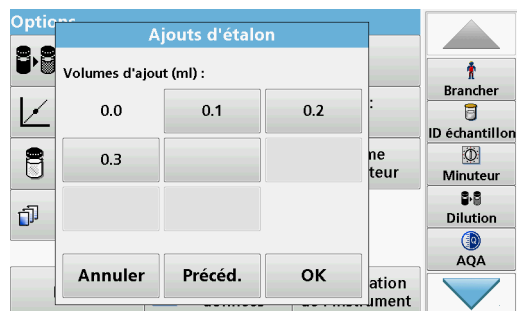 Options
Ajouts d'étalon
Volumes d'ajout (ml) :
0.0 0.1 0.2
0.3
Annuler Précéd. OK
Brancher
ID échantillon
Minuteur
Dilution
AQA